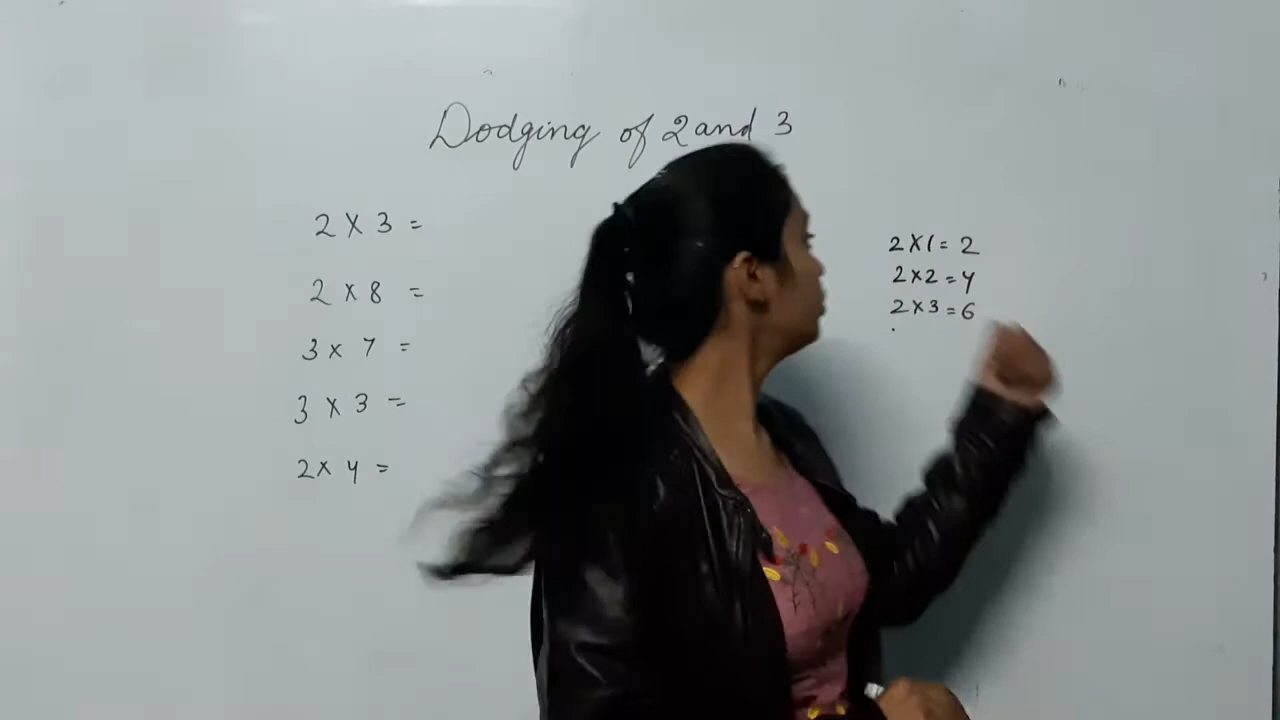 Dodging of 2 and 3
2 X 3 =
2 X 8 =
3 x 7 =
3 X 3 =
2 x 4 =
2 X 1 = 2
2 X 2 = 4
2 X 3 = 6